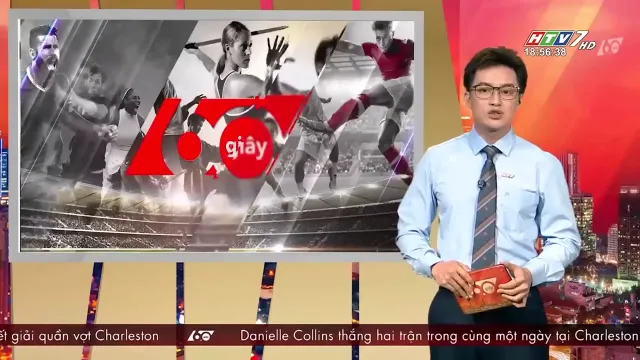 HTV7 HD
18:56:38
60 giây
ết giải quần vợt Charleston 60 Danielle Collins thắng hai trận trong cùng một ngày tại Charleston